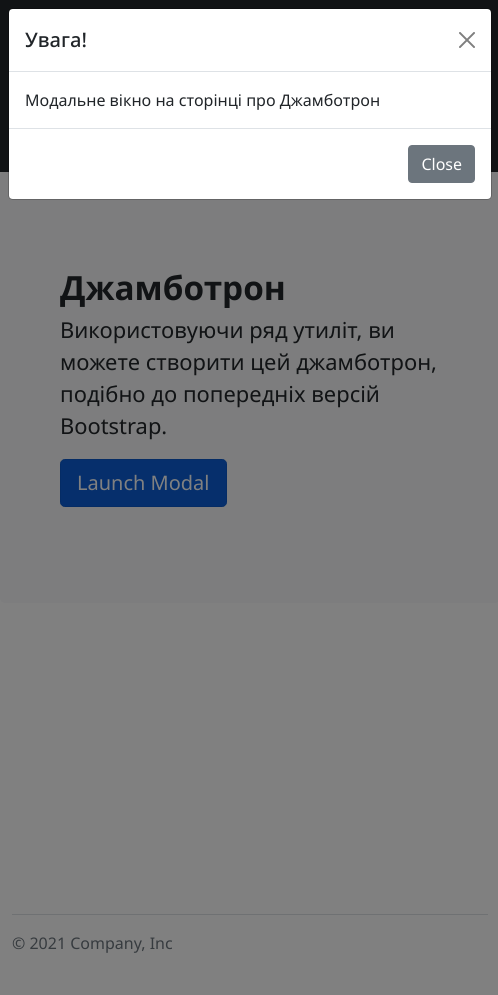 Увага!
Модальне вікно на сторінці про Джамботрон
Close
Джамботрон
Використовуючи ряд утиліт, ви
можете створити цей джамботрон,
подібно до попередніх версій
Bootstrap.
Launch Modal
© 2021 Company, Inc